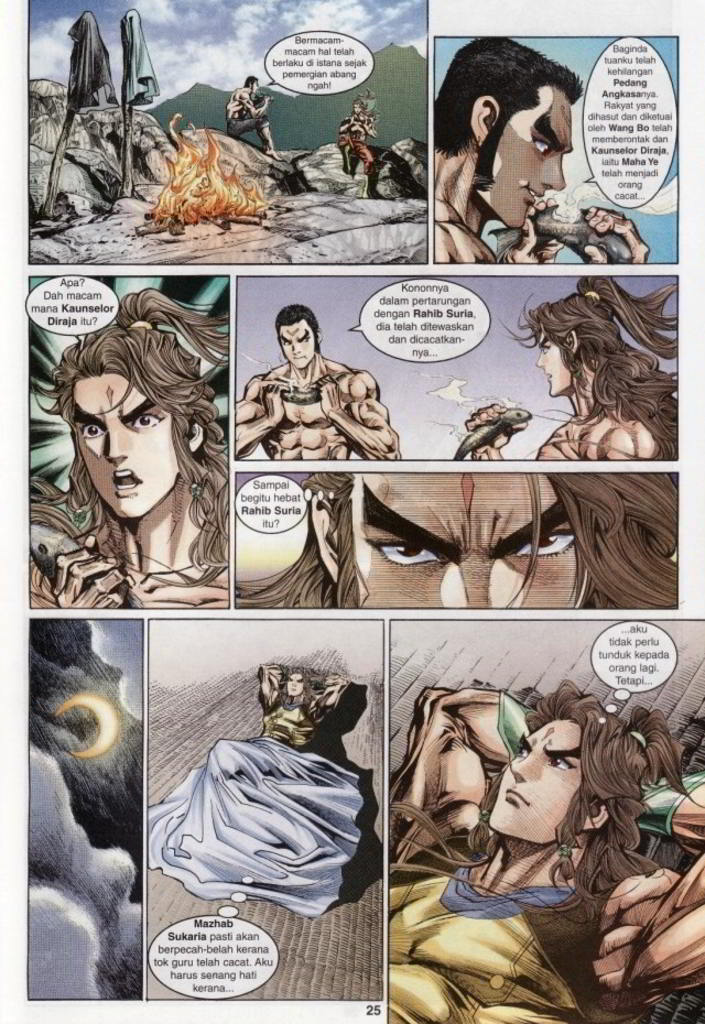 Bermacam-
macam hal telah
berlaku di istana sejak
pemergian abang
ngah!
Baginda
tuanku telah
kehilangan
Pedang
Angkasanya.
Rakyat yang
dihasut dan diketuai
oleh Wang Bo telah
memberontak dan
Kaunselor Diraja,
iaitu Maha Ye
telah menjadi
orang
cacat...
Apa?
Dah macam
mana Kaunselor
Diraja itu?
Kononnya
dalam pertarungan
dengan Rahib Suria,
dia telah ditewaskan
dan dicacatkan-
nya...
Sampai
begitu hebat
Rahib Suria
itu?
Mazhab
Sukaria pasti akan
berpecah-belah kerana
tok guru telah cacat. Aku
harus senang hati
kerana...
...aku
tidak perlu
tunduk kepada
orang lagi.
Tetapi...
25